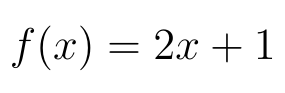 f(x) = 2x + 1